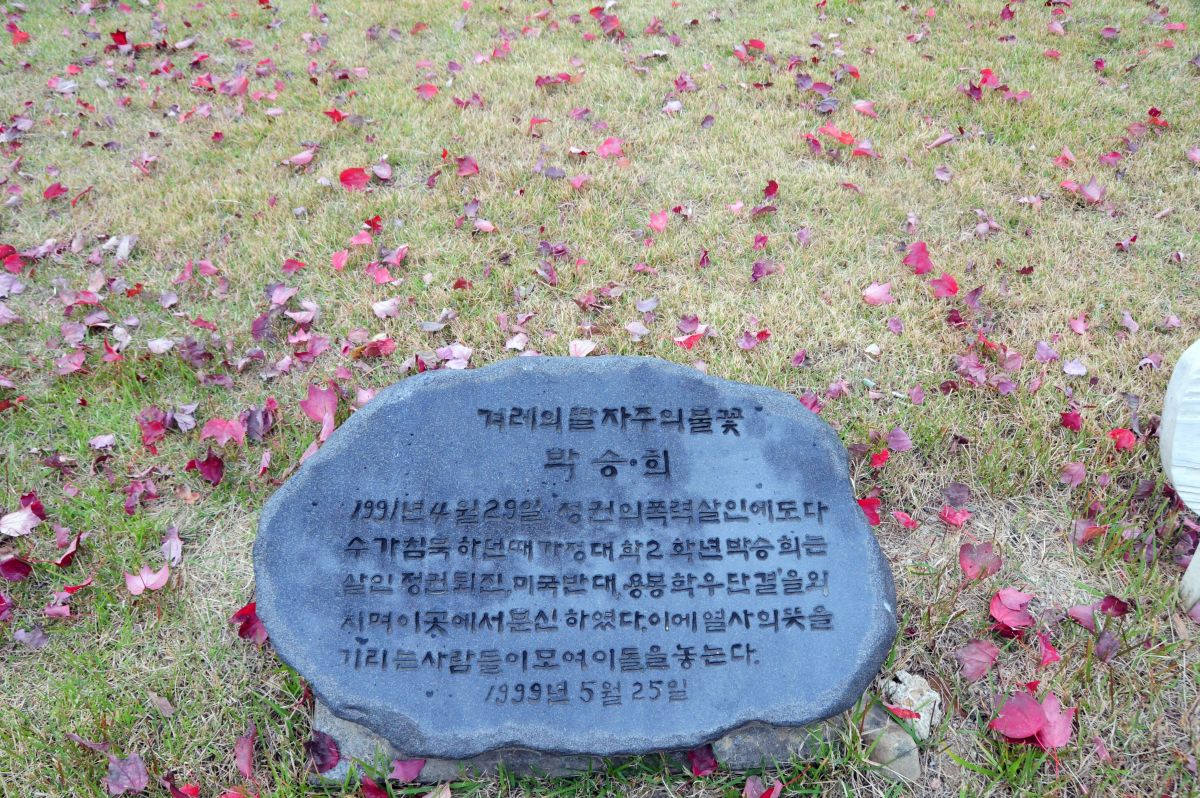 겨레의 딸 자주의 불꽃
박승·희
1991년 4월 29일 정권의 폭력살인에도 다
수가 침묵 하던때 가정대학 2 학년 박승희는
살인 정권 퇴진, 미국반대, 용봉 학우 단결을 외
치며 이 곳에서 분신 하였다. 이에 열사의 뜻을
기리는 사람들이 모여 이 돌을 놓는다.
1999년 5월 25일